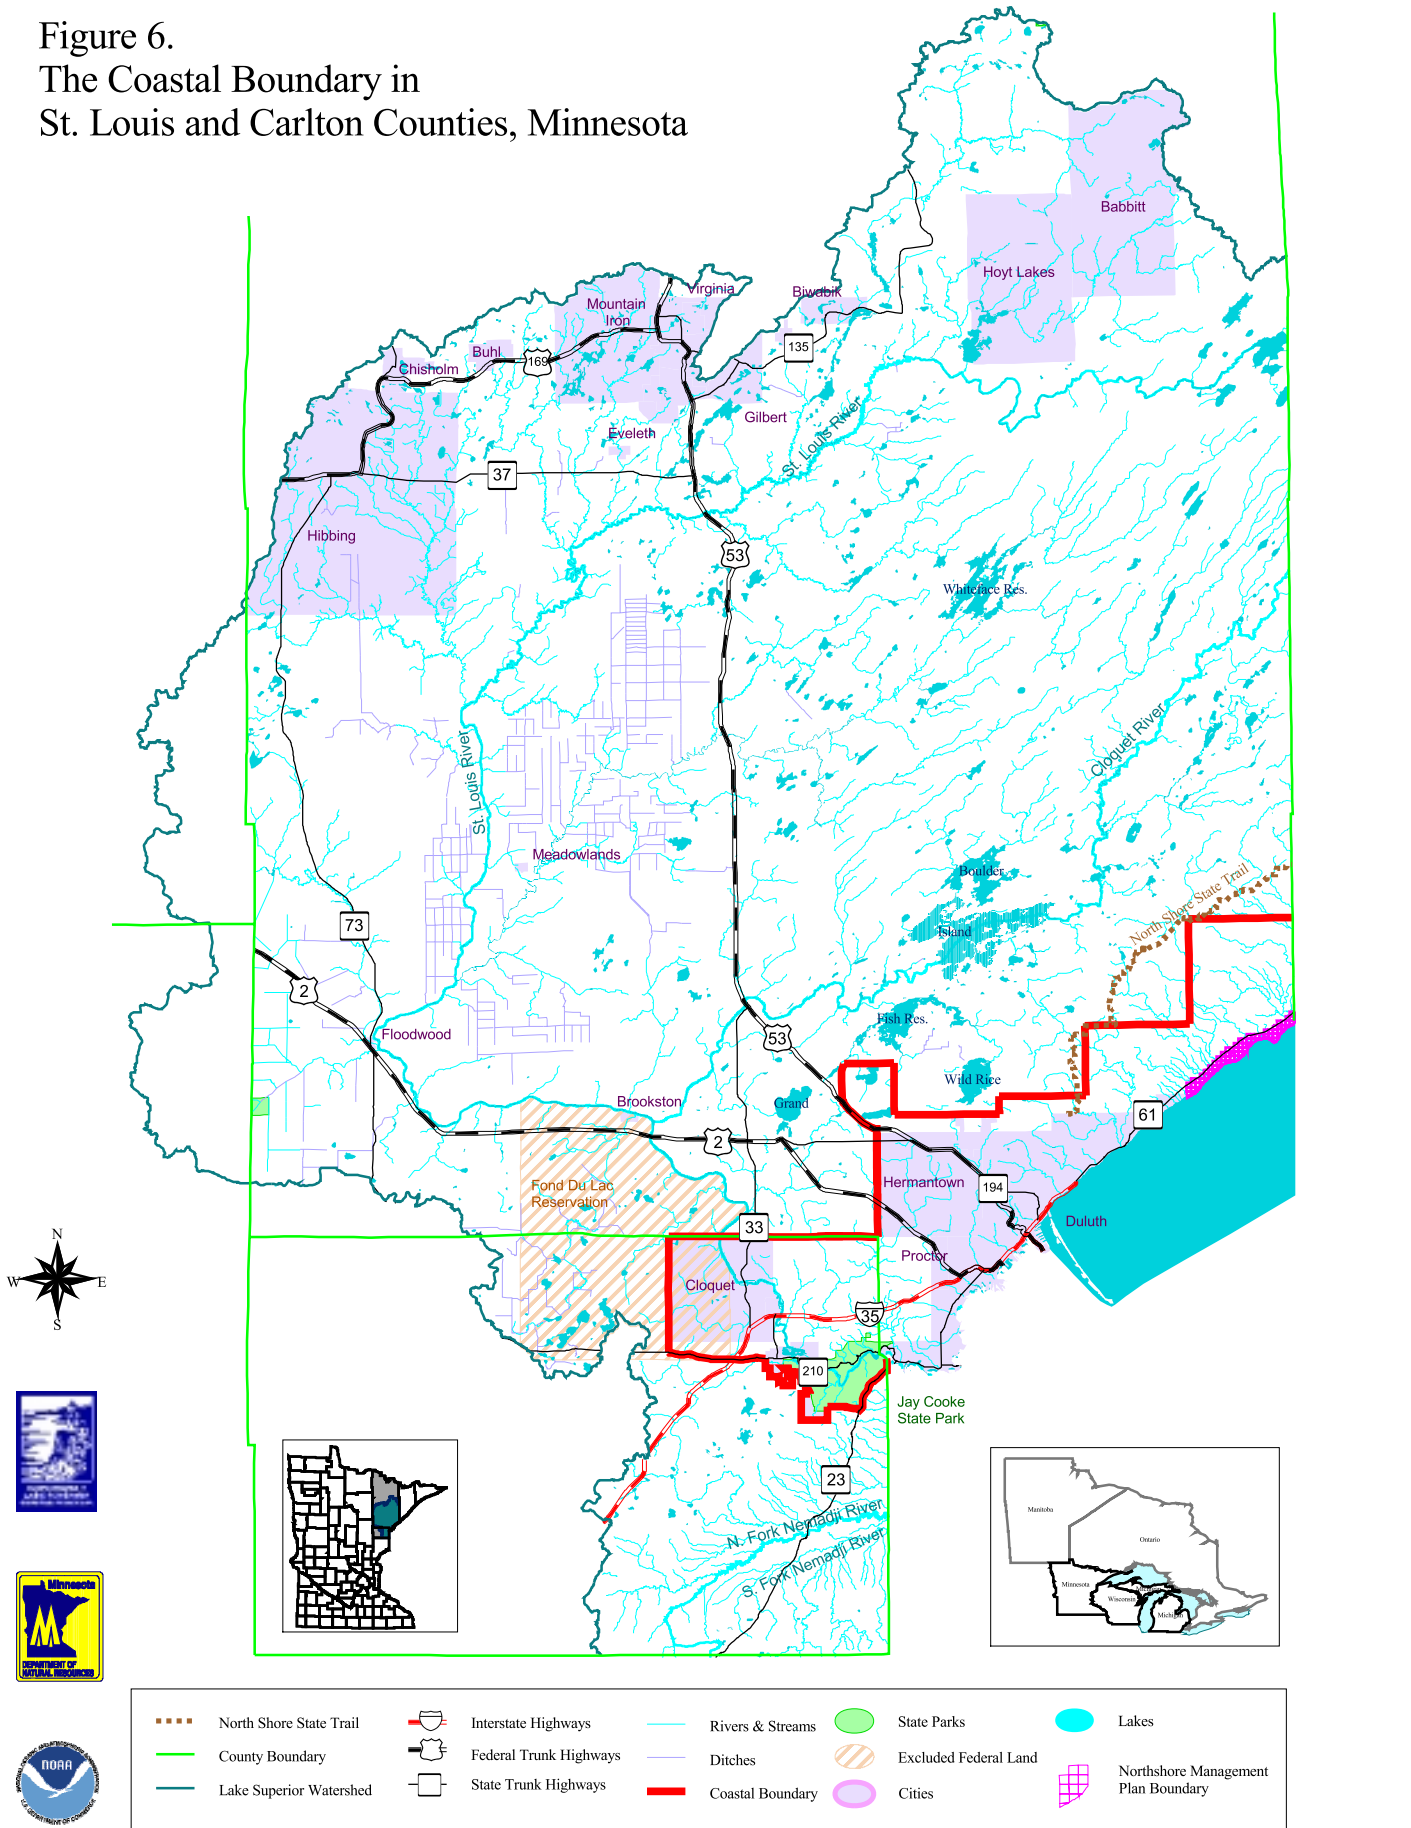 Figure 6.
The Coastal Boundary in
St. Louis and Carlton Counties, Minnesota
Babbitt
Hoyt Lakes
Virginia
Biwabik
Mountain
Iron
135
Buhl
169
Chisholm
Gilbert
Eveleth
St. Louis River
37
Hibbing
53
Whiteface Res.
Cloquet River
St. Louis River
Meadowlands
Boulder
North Shore State Trail
73
Island
2
Fish Res.
Floodwood
53
Wild Rice
Brookston
Grand
61
2
Fond Du Lac
Reservation
Hermantown
194
33
Duluth
N
W
E
S
Proctor
Cloquet
35
210
Jay Cooke
State Park
23
N. Fork Nemadji River
S. Fork Nemadji River
Manitoba
Ontario
Minnesota
Wisconsin
Michigan
Minnesota
M
DEPARTMENT OF
NATURAL RESOURCES
NOAA
North Shore State Trail
County Boundary
Lake Superior Watershed
Interstate Highways
Federal Trunk Highways
State Trunk Highways
Rivers & Streams
Ditches
Coastal Boundary
State Parks
Excluded Federal Land
Cities
Lakes
Northshore Management
Plan Boundary